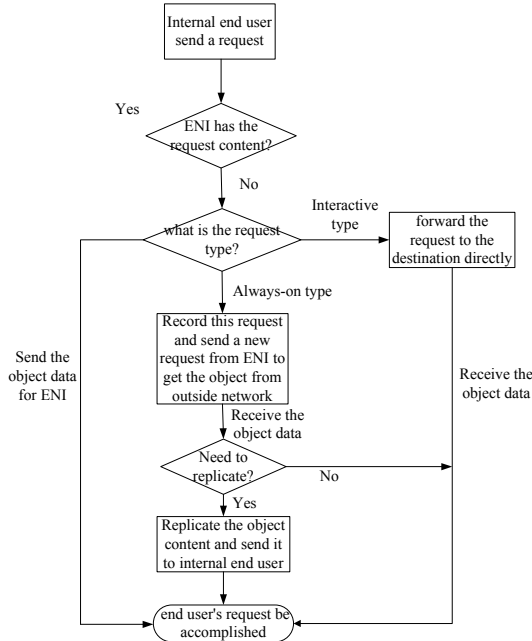 Internal end user
send a request
Yes
ENI has the
request content?
No
what is the request
type?
Interactive
type
forward the
request to the
destination directly
Always-on type
Record this request
and send a new
request from ENI to
get the object from
outside network
Send the
object data
for ENI
Receive the
object data
Receive the
object data
Need to
replicate?
No
Yes
Replicate the object
content and send it
to internal end user
end user's request be
accomplished